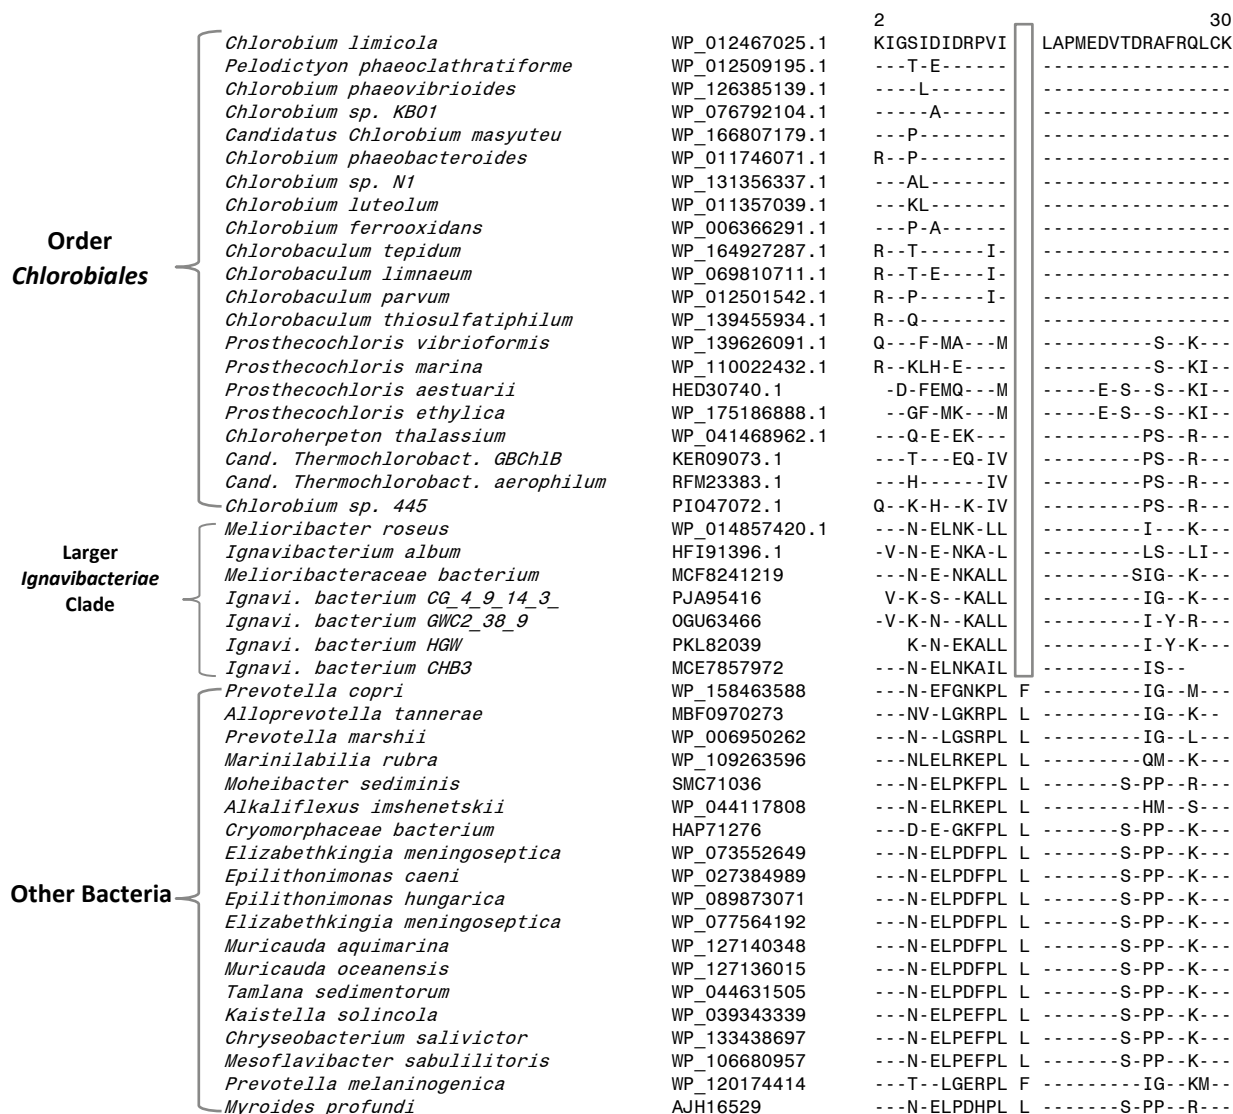 2 30
Chlorobium limicola WP_012467025.1 KIGSIDIDRPVI LAPMEDVTDRAFRQLCK
Pelodictyon phaeoclathratiforme WP_012509195.1 ---T-E------ -----------------
Chlorobium phaeovibrioides WP_126385139.1 ----L------- -----------------
Chlorobium sp. KB01 WP_076792104.1 -----A------ -----------------
Candidatus Chlorobium masyuteu WP_166807179.1 ---P-------- -----------------
Chlorobium phaeobacteroides WP_011746071.1 R--P-------- -----------------
Chlorobium sp. N1 WP_131356337.1 ---AL------- -----------------
Chlorobium luteolum WP_011357039.1 ---KL------- -----------------
Chlorobium ferrooxidans WP_006366291.1 ---P-A------ -----------------
Order
Chlorobiales
Chlorobaculum tepidum WP_164927287.1 R--T------I- -----------------
Chlorobaculum limnaeum WP_069810711.1 R--T-E----I- -----------------
Chlorobaculum parvum WP_012501542.1 R--P------I- -----------------
Chlorobaculum thiosulfatiphilum WP_139455934.1 R--Q-------- -----------------
Prosthecochloris vibrioformis WP_139626091.1 Q---F-MA---M ----------S--K---
Prosthecochloris marina WP_110022432.1 R--KLH-E---- ----------S--KI--
Prosthecochloris aestuarii HED30740.1 -D-FEMQ---M -----E-S--S--KI--
Prosthecochloris ethylica WP_175186888.1 --GF-MK---M -----E-S--S--KI--
Chloroherpeton thalassium WP_041468962.1 ---Q-E-EK--- ---------PS--R---
Cand. Thermochlorobact. GBChlB KER09073.1 ---T---EQ-IV ---------PS--R---
Cand. Thermochlorobact. aerophilum RFM23383.1 ---H------IV ---------PS--R---
Chlorobium sp. 445 PIO47072.1 Q--K-H--K-IV ---------PS--R---
Larger
Ignavibacteriae
Clade
Melioribacter roseus WP_014857420.1 ---N-ELNK-LL ---------I---K---
Ignavibacterium album HFI91396.1 -V-N-E-NKA-L ---------LS--LI--
Melioribacteraceae bacterium MCF8241219 ---N-E-NKALL --------SIG--K---
Ignavi. bacterium CG_4_9_14_3_ PJA95416 V-K-S--KALL ---------IG--K---
Ignavi. bacterium GWC2_38_9 OGU63466 -V-K-N--KALL ---------I-Y-R---
Ignavi. bacterium HGW PKL82039 K-N-EKALL ---------I-Y-K---
Ignavi. bacterium CHB3 MCE7857972 ---N-ELNKAIL ---------IS--
Other Bacteria
Prevotella copri WP_158463588 ---N-EFGNKPL F ---------IG--M---
Alloprevotella tannerae MBF0970273 ---NV-LGKRPL L ---------IG--K--
Prevotella marshii WP_006950262 ---N--LGSRPL L ---------IG--L---
Marinilabilia rubra WP_109263596 ---NLELRKEPL L ---------QM--K---
Moheibacter sediminis SMC71036 ---N-ELPKFPL L -------S-PP--R---
Alkaliflexus imshenetskii WP_044117808 ---N-ELRKEPL L ---------HM--S---
Cryomorphaceae bacterium HAP71276 ---D-E-GKFPL L -------S-PP--K---
Elizabethkingia meningoseptica WP_073552649 ---N-ELPDFPL L -------S-PP--K---
Epilithonimonas caeni WP_027384989 ---N-ELPDFPL L -------S-PP--K---
Epilithonimonas hungarica WP_089873071 ---N-ELPDFPL L -------S-PP--K---
Elizabethkingia meningoseptica WP_077564192 ---N-ELPDFPL L -------S-PP--K---
Muricauda aquimarina WP_127140348 ---N-ELPDFPL L -------S-PP--K---
Muricauda oceanensis WP_127136015 ---N-ELPDFPL L -------S-PP--K---
Tamlana sedimentorum WP_044631505 ---N-ELPDFPL L -------S-PP--K---
Kaistella solincola WP_039343339 ---N-ELPEFPL L -------S-PP--K---
Chryseobacterium salivictor WP_133438697 ---N-ELPEFPL L -------S-PP--K---
Mesoflavibacter sabulilitoris WP_106680957 ---N-ELPEFPL L -------S-PP--K---
Prevotella melaninogenica WP_120174414 ---T--LGERPL F ---------IG--KM--
Myroides profundi AJH16529 ---N-ELPDHPL L -------S-PP--R---